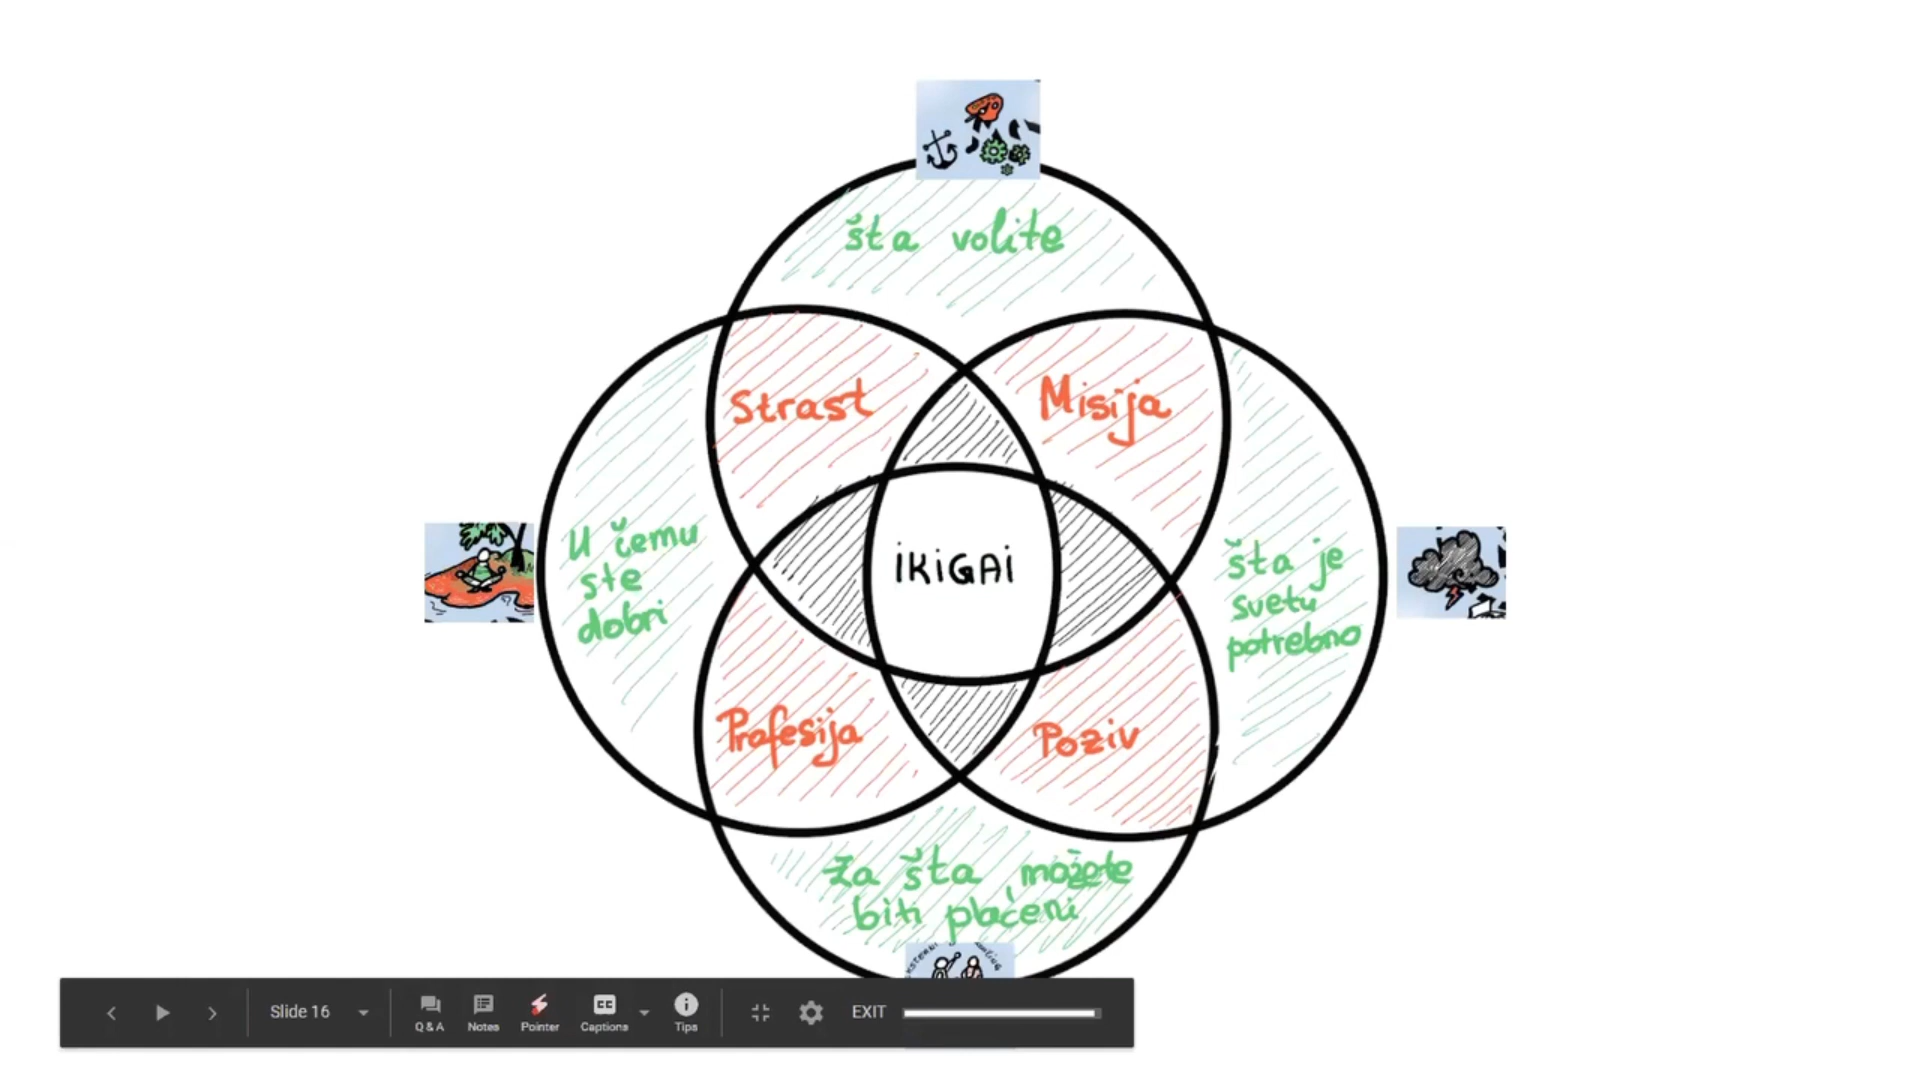 šta volite
Strast
Misija
U čemu
ste
dobri
IKIGAI
šta je
svetu
potrebno
Profesija
Poziv
Za šta možete
biti plaćeni
Slide 16
Q & A
Notes
Pointer
CC
Captions
Tips
EXIT